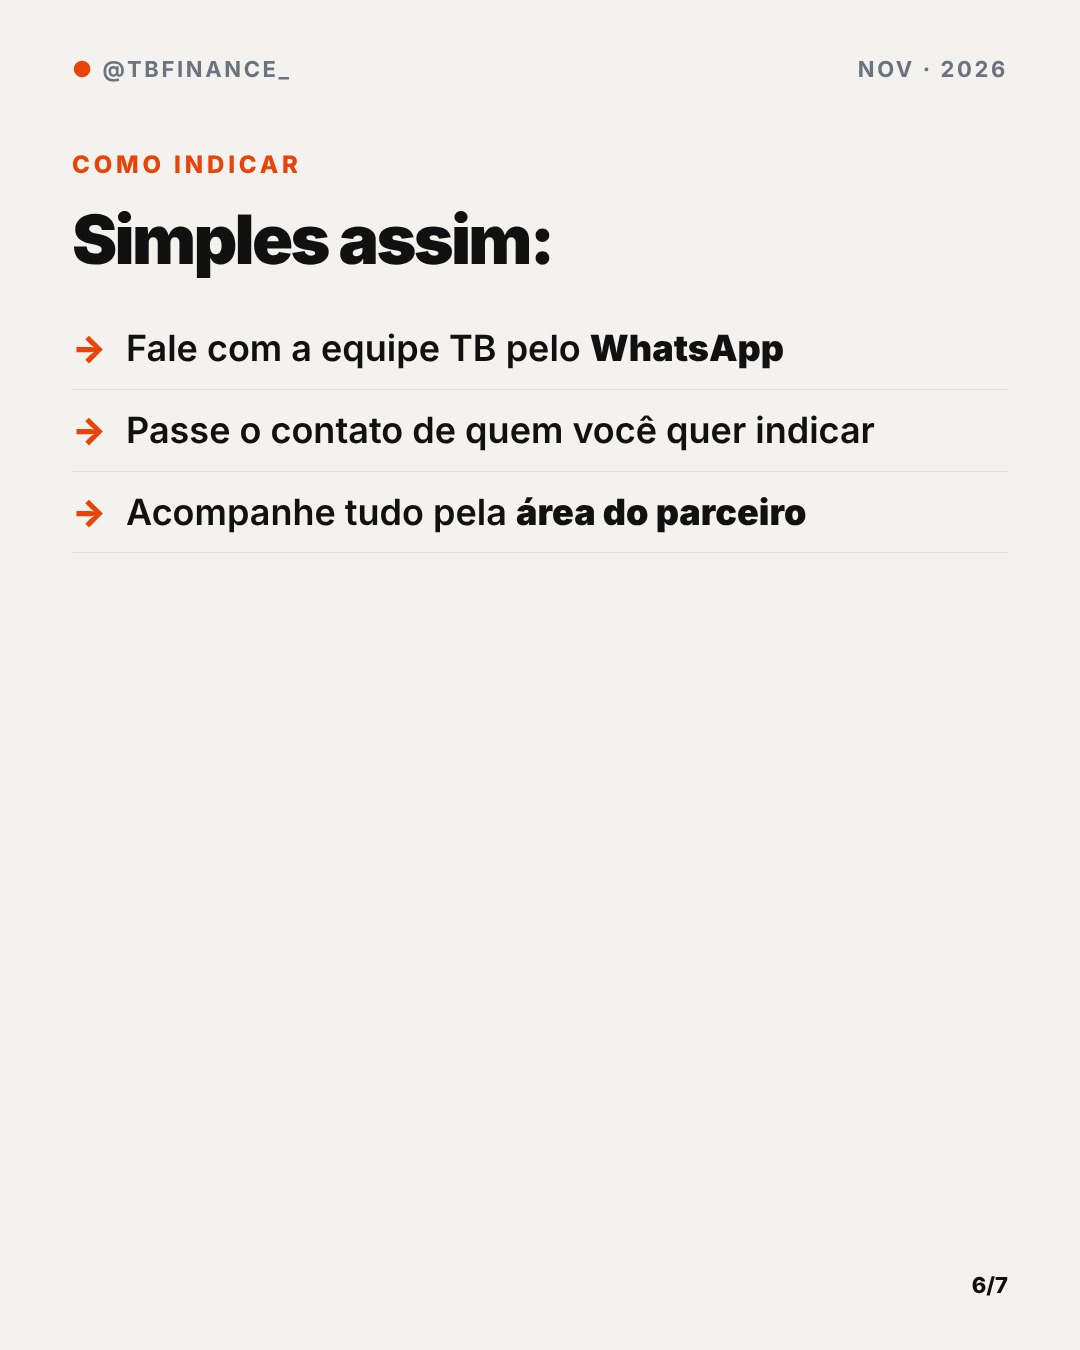 @TBFINANCE_
NOV · 2026
COMO INDICAR
Simples assim:
→ Fale com a equipe TB pelo WhatsApp
→ Passe o contato de quem você quer indicar
→ Acompanhe tudo pela área do parceiro
6/7